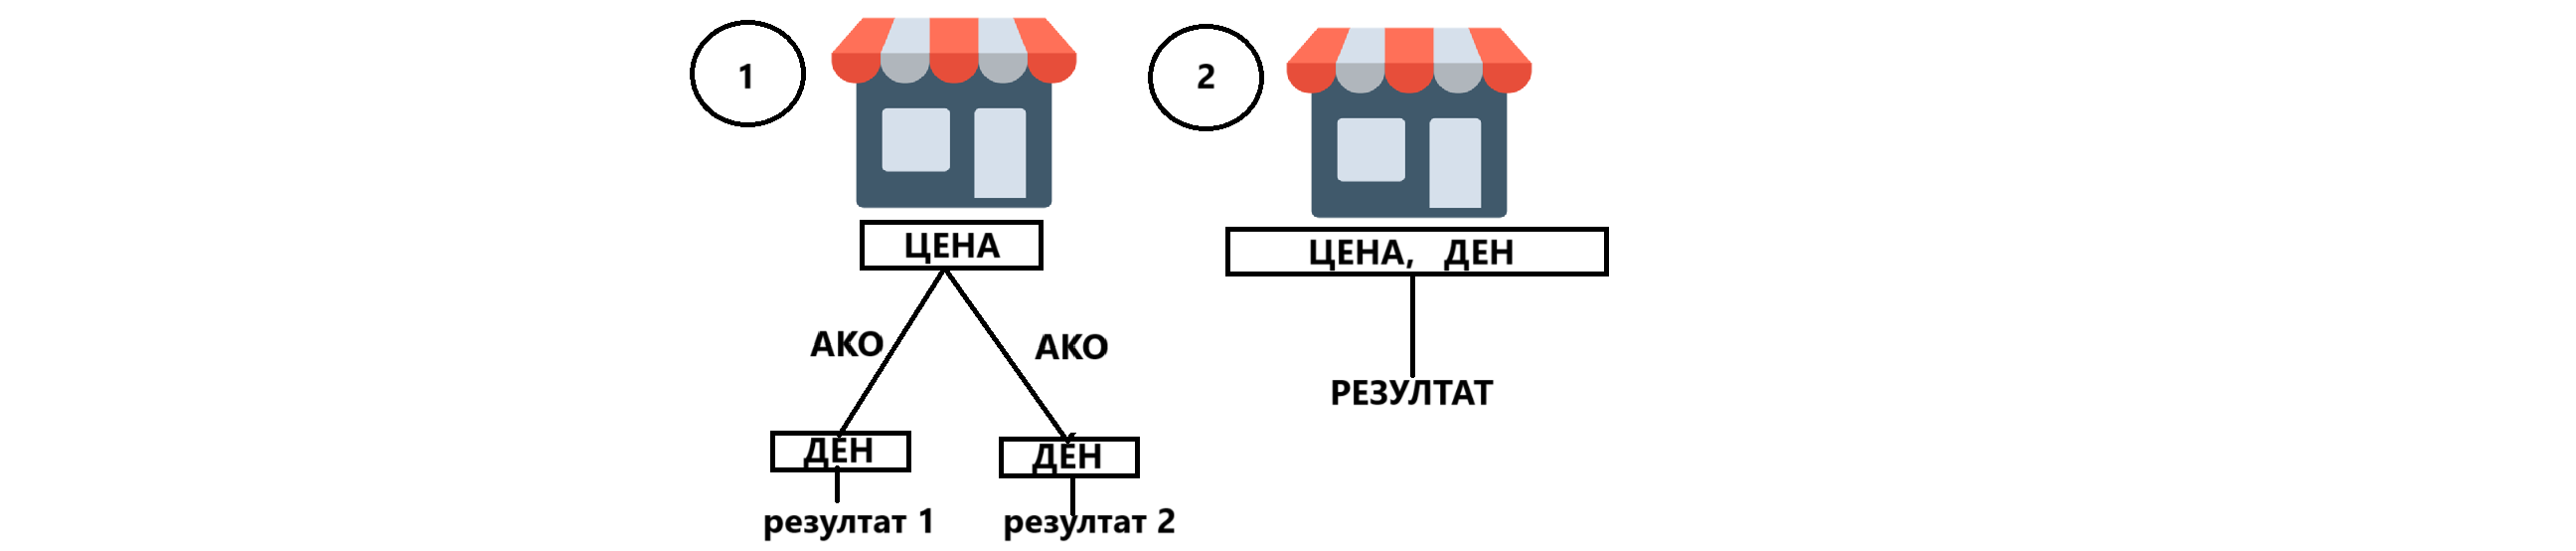 1
ЦЕНА
АКО
АКО
ДЕН
ДЕН
резултат 1
резултат 2
2
ЦЕНА, ДЕН
РЕЗУЛТАТ